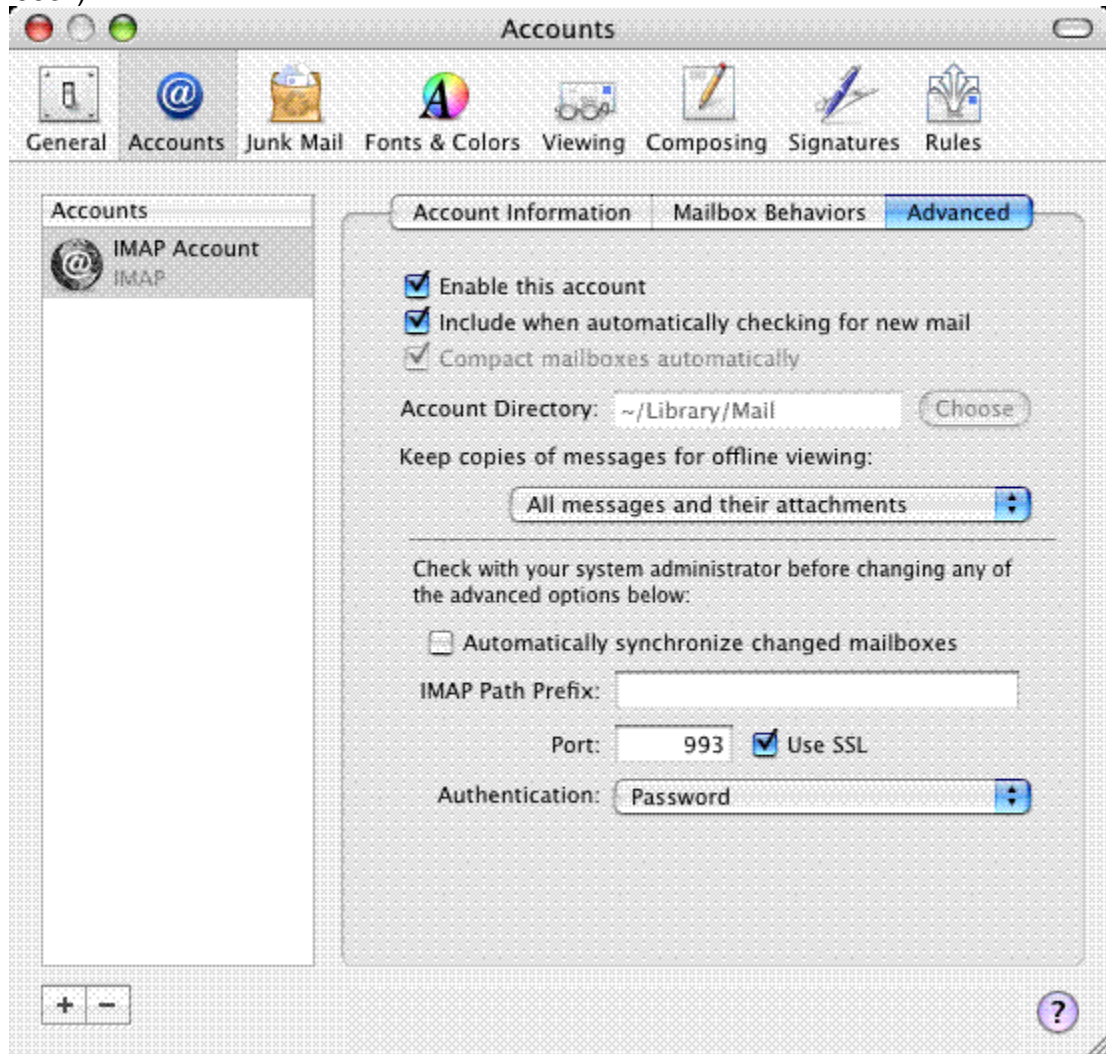 Accounts
General Accounts Junk Mail Fonts & Colors Viewing Composing Signatures Rules
Accounts
IMAP Account
IMAP
Account Information Mailbox Behaviors Advanced
Enable this account
Include when automatically checking for new mail
Compact mailboxes automatically
Account Directory: ~/Library/Mail Choose
Keep copies of messages for offline viewing:
All messages and their attachments
Check with your system administrator before changing any of
the advanced options below:
Automatically synchronize changed mailboxes
IMAP Path Prefix:
Port: 993 Use SSL
Authentication: Password
+ -
?